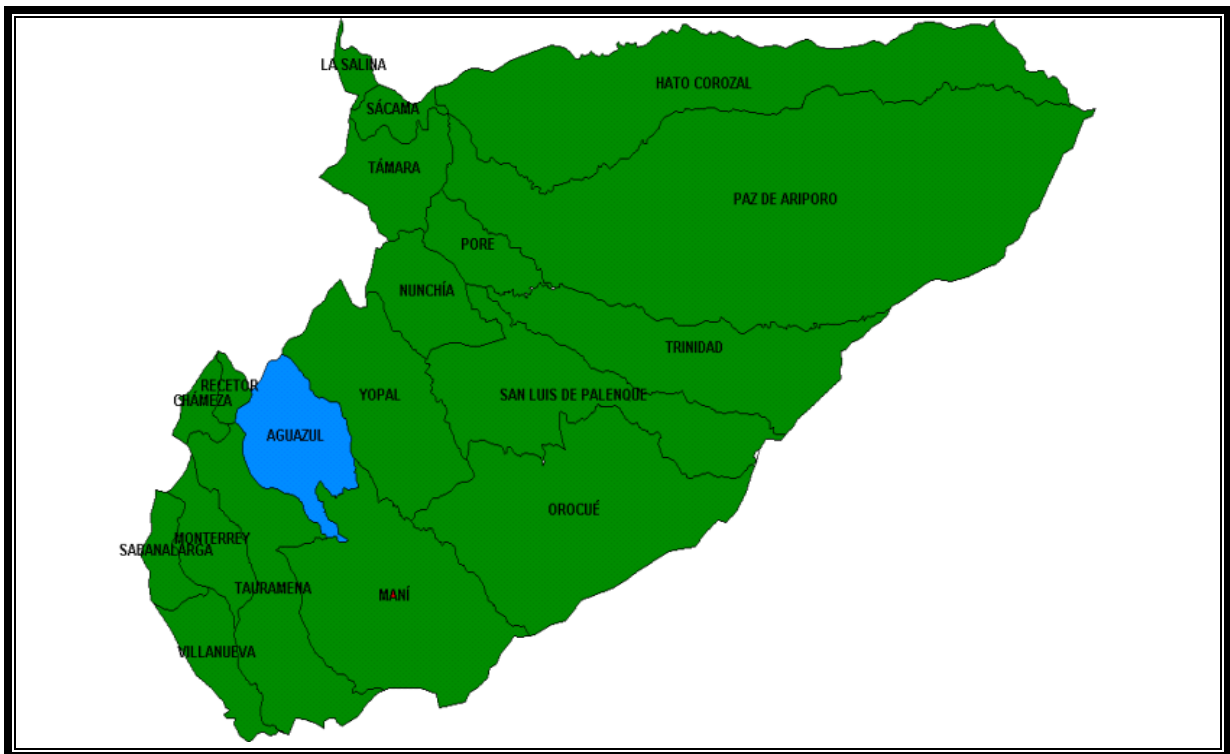 LA SALINA
HATO COROZAL
SÁCAMA
TÁMARA
PAZ DE ARIPORO
PORE
NUNCHÍA
TRINIDAD
RECETOR
CHÁMEZA
YOPAL
SAN LUIS DE PALENQUE
AGUAZUL
OROCUÉ
MONTERREY
SABANALARGA
TAURAMENA
MANÍ
VILLANUEVA